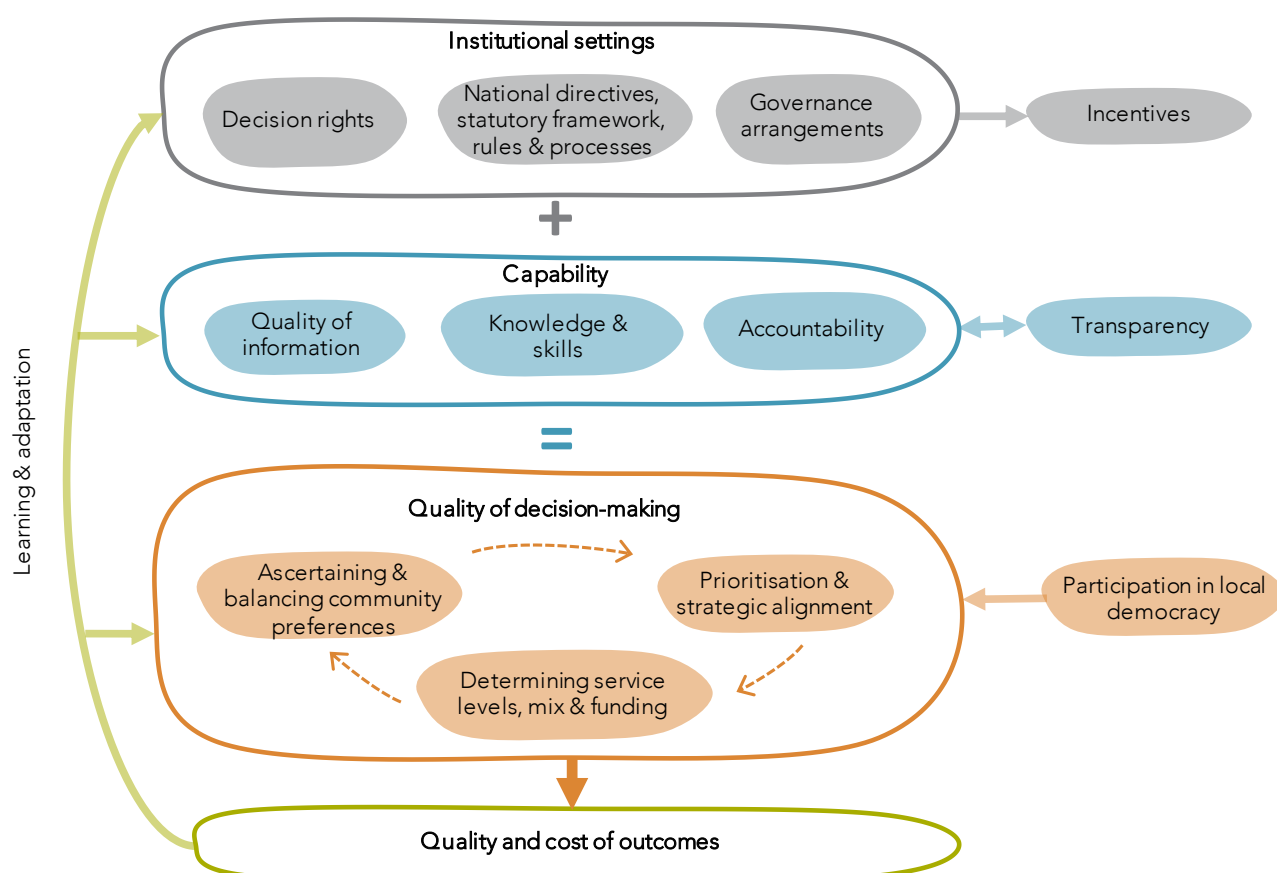 Institutional settings
Decision rights
National directives,
statutory framework,
rules & processes
Governance
arrangements
Incentives
+
Capability
Quality of
information
Knowledge &
skills
Accountability
Transparency
=
Learning & adaptation
Quality of decision-making
Ascertaining &
balancing community
preferences
Prioritisation &
strategic alignment
Participation in local
democracy
Determining service
levels, mix & funding
Quality and cost of outcomes